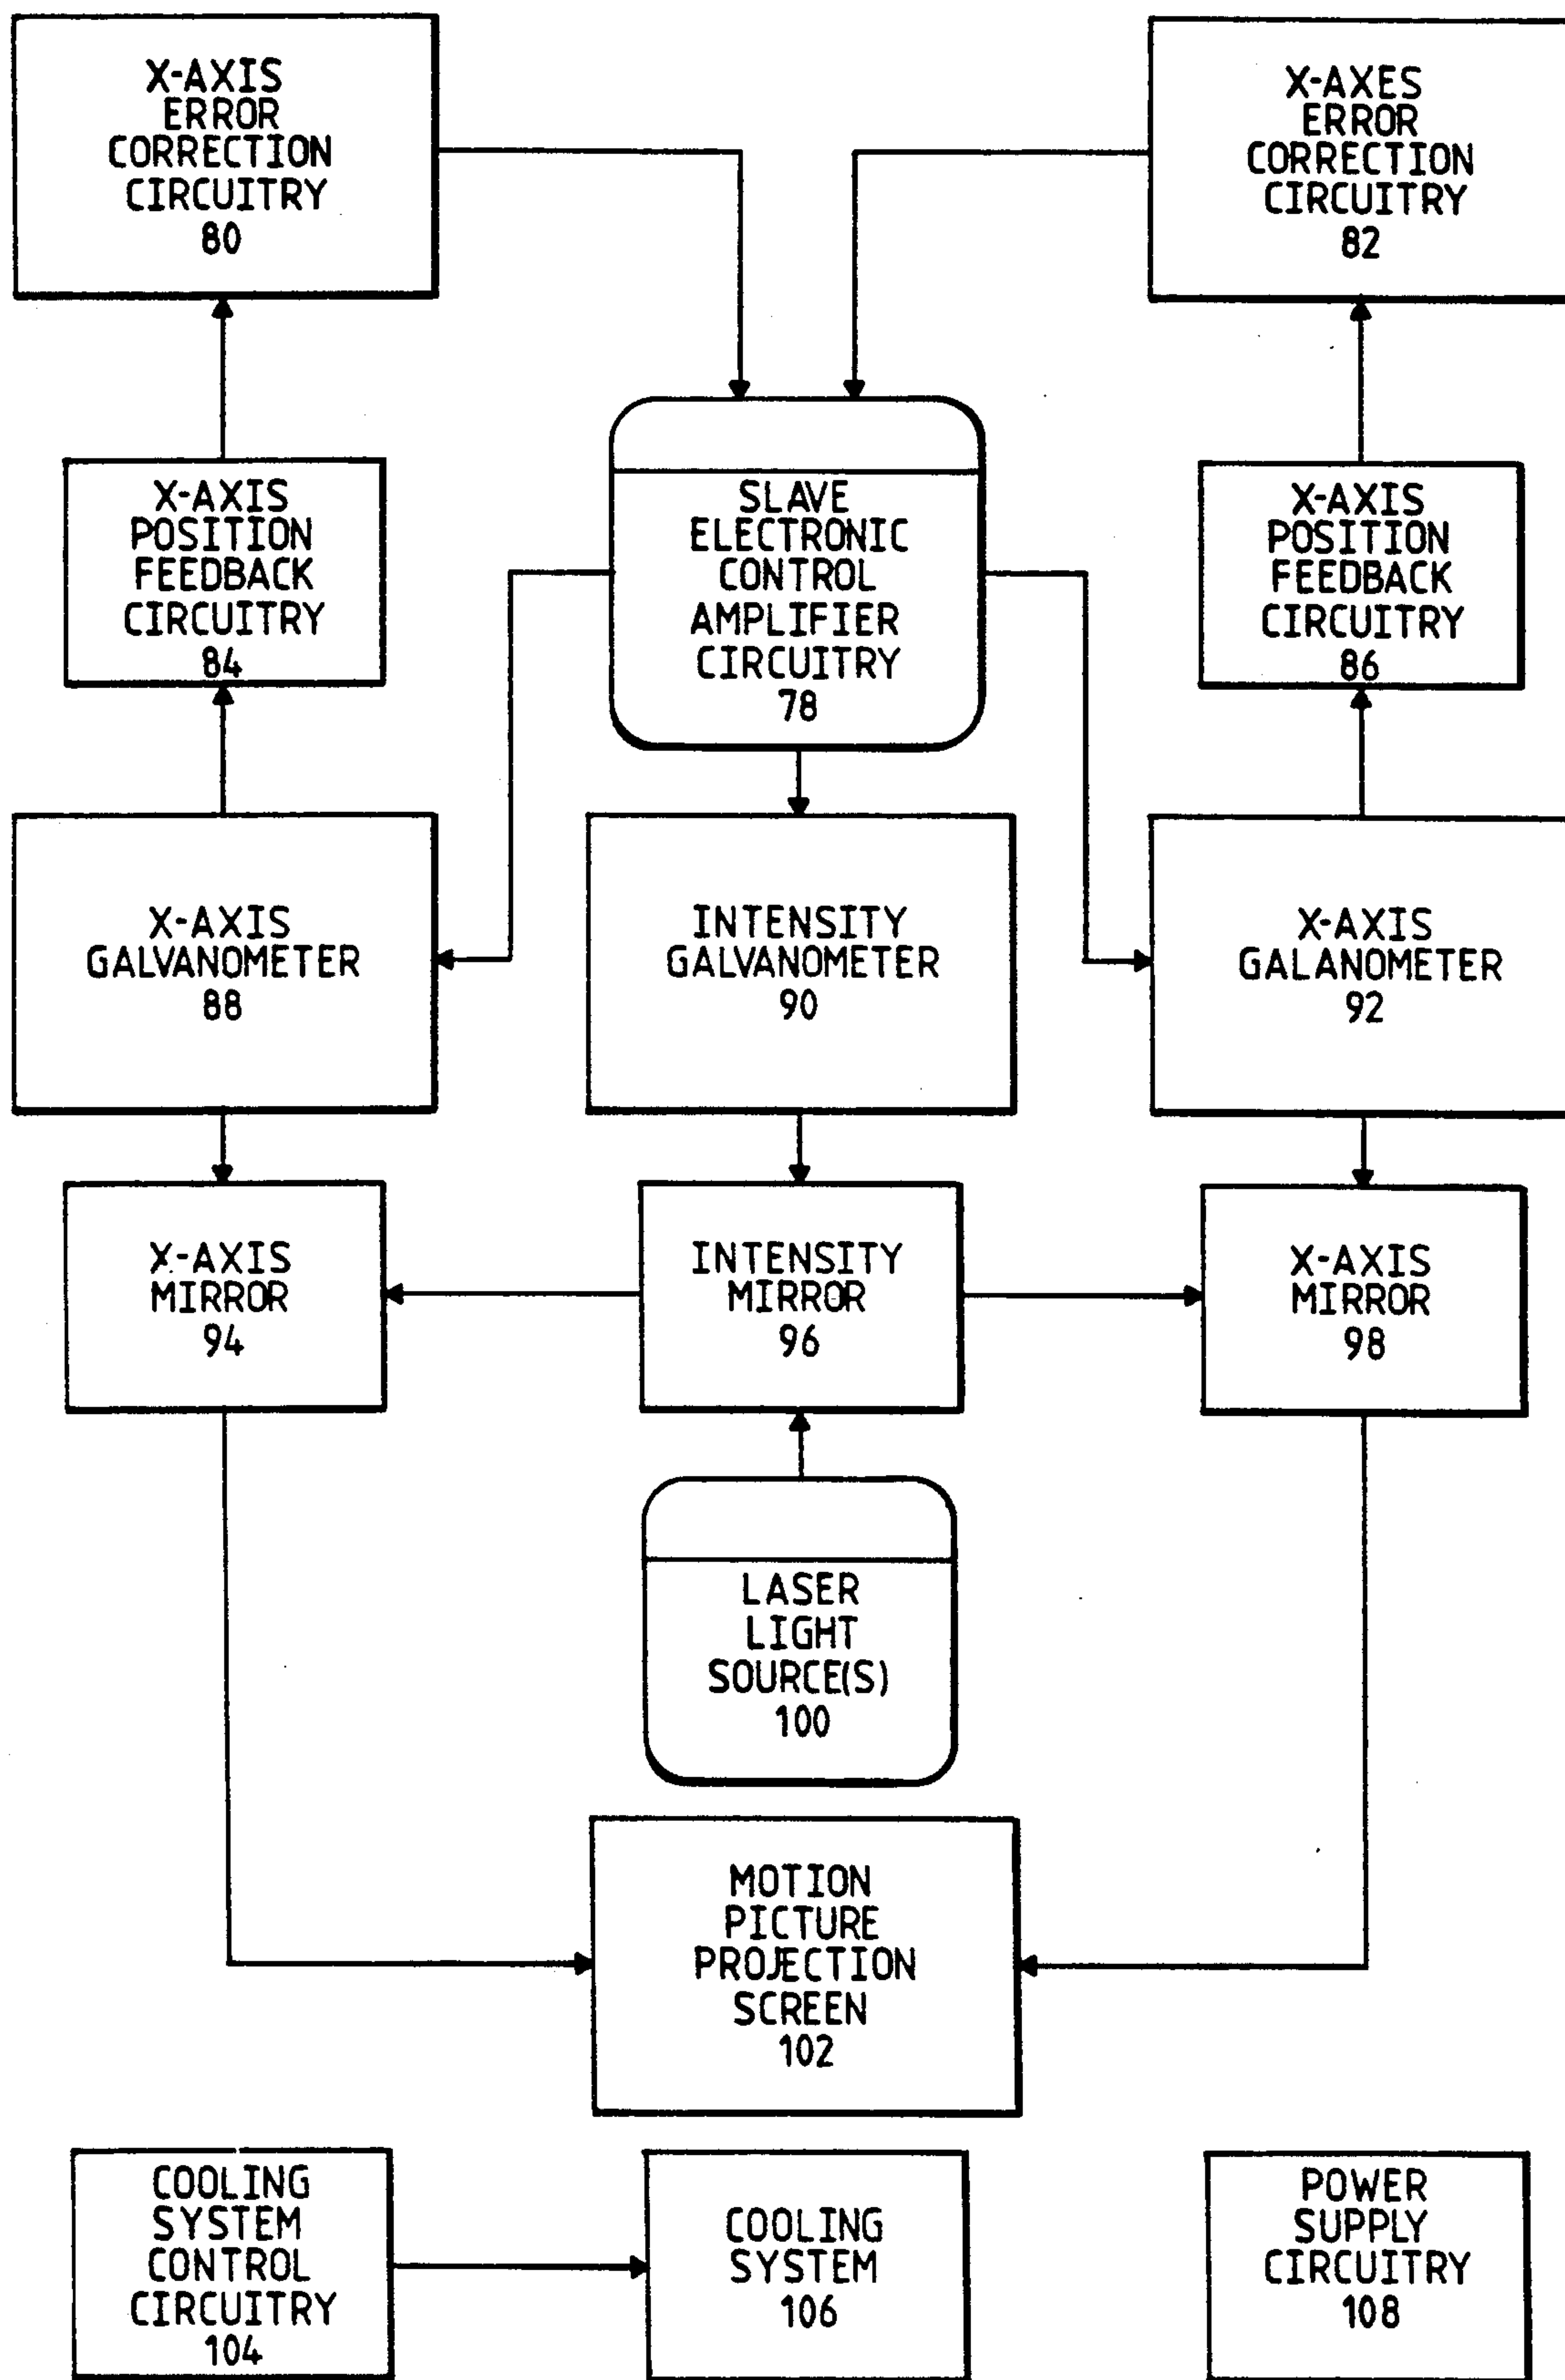 X-AXIS
ERROR
CORRECTION
CIRCUITRY
80
X-AXES
ERROR
CORRECTION
CIRCUITRY
82
X-AXIS
POSITION
FEEDBACK
CIRCUITRY
84
SLAVE
ELECTRONIC
CONTROL
AMPLIFIER
CIRCUITRY
78
X-AXIS
POSITION
FEEDBACK
CIRCUITRY
86
X-AXIS
GALVANOMETER
88
INTENSITY
GALVANOMETER
90
X-AXIS
GALANOMETER
92
X-AXIS
MIRROR
94
INTENSITY
MIRROR
96
X-AXIS
MIRROR
98
LASER
LIGHT
SOURCE(S)
100
MOTION
PICTURE
PROJECTION
SCREEN
102
COOLING
SYSTEM
CONTROL
CIRCUITRY
104
COOLING
SYSTEM
106
POWER
SUPPLY
CIRCUITRY
108